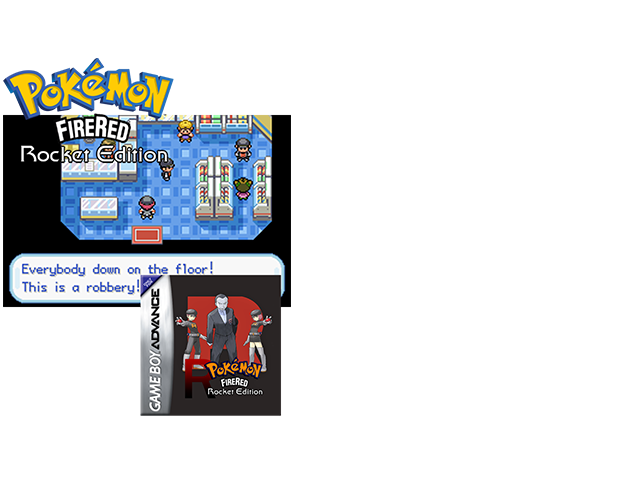 POKéMON
FIRERED
Rocket Edition
Everybody down on the floor!
This is a robbery!
GAME BOY ADVANCE
R
POKéMON
FIRERED
Rocket Edition